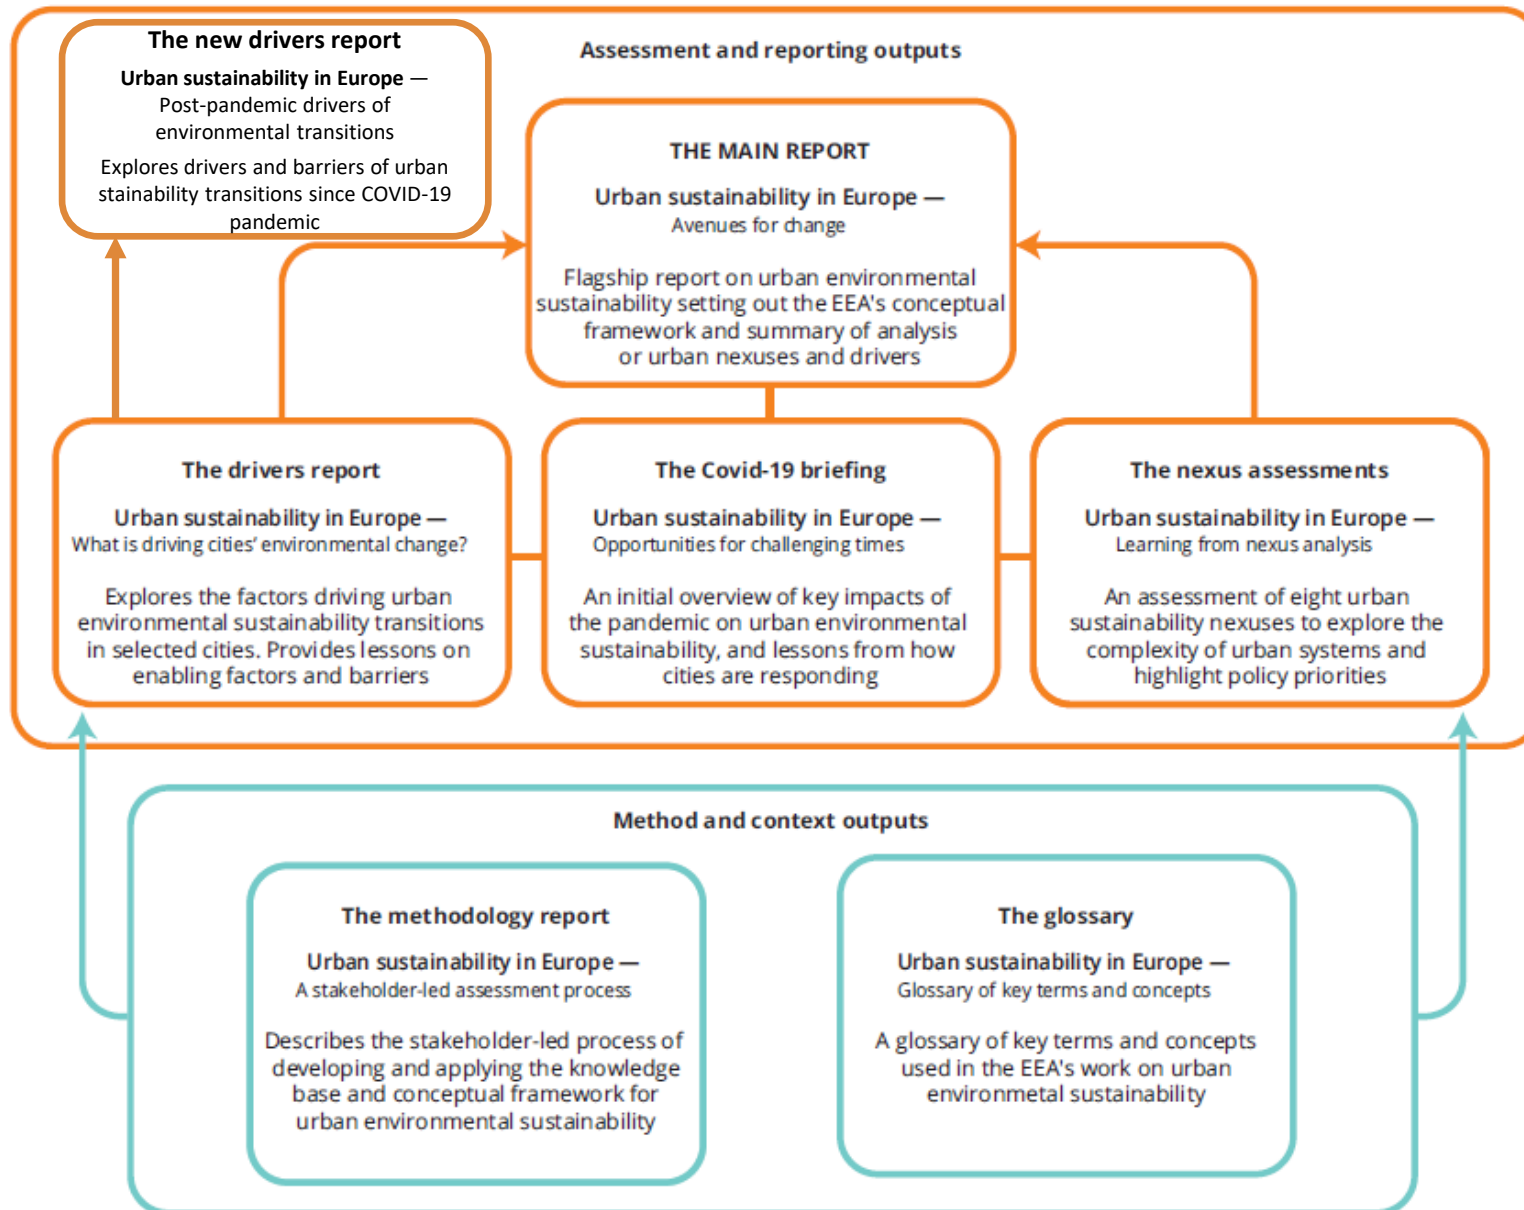 The new drivers report
Urban sustainability in Europe —
Post-pandemic drivers of
environmental transitions
Explores drivers and barriers of urban
stainability transitions since COVID-19
pandemic
Assessment and reporting outputs
THE MAIN REPORT
Urban sustainability in Europe —
Avenues for change
Flagship report on urban environmental
sustainability setting out the EEA's conceptual
framework and summary of analysis
or urban nexuses and drivers
The drivers report
Urban sustainability in Europe —
What is driving cities' environmental change?
Explores the factors driving urban
environmental sustainability transitions
in selected cities. Provides lessons on
enabling factors and barriers
The Covid-19 briefing
Urban sustainability in Europe —
Opportunities for challenging times
An initial overview of key impacts of
the pandemic on urban environmental
sustainability, and lessons from how
cities are responding
The nexus assessments
Urban sustainability in Europe —
Learning from nexus analysis
An assessment of eight urban
sustainability nexuses to explore the
complexity of urban systems and
highlight policy priorities
Method and context outputs
The methodology report
Urban sustainability in Europe —
A stakeholder-led assessment process
Describes the stakeholder-led process of
developing and applying the knowledge
base and conceptual framework for
urban environmental sustainability
The glossary
Urban sustainability in Europe —
Glossary of key terms and concepts
A glossary of key terms and concepts
used in the EEA's work on urban
environmetal sustainability